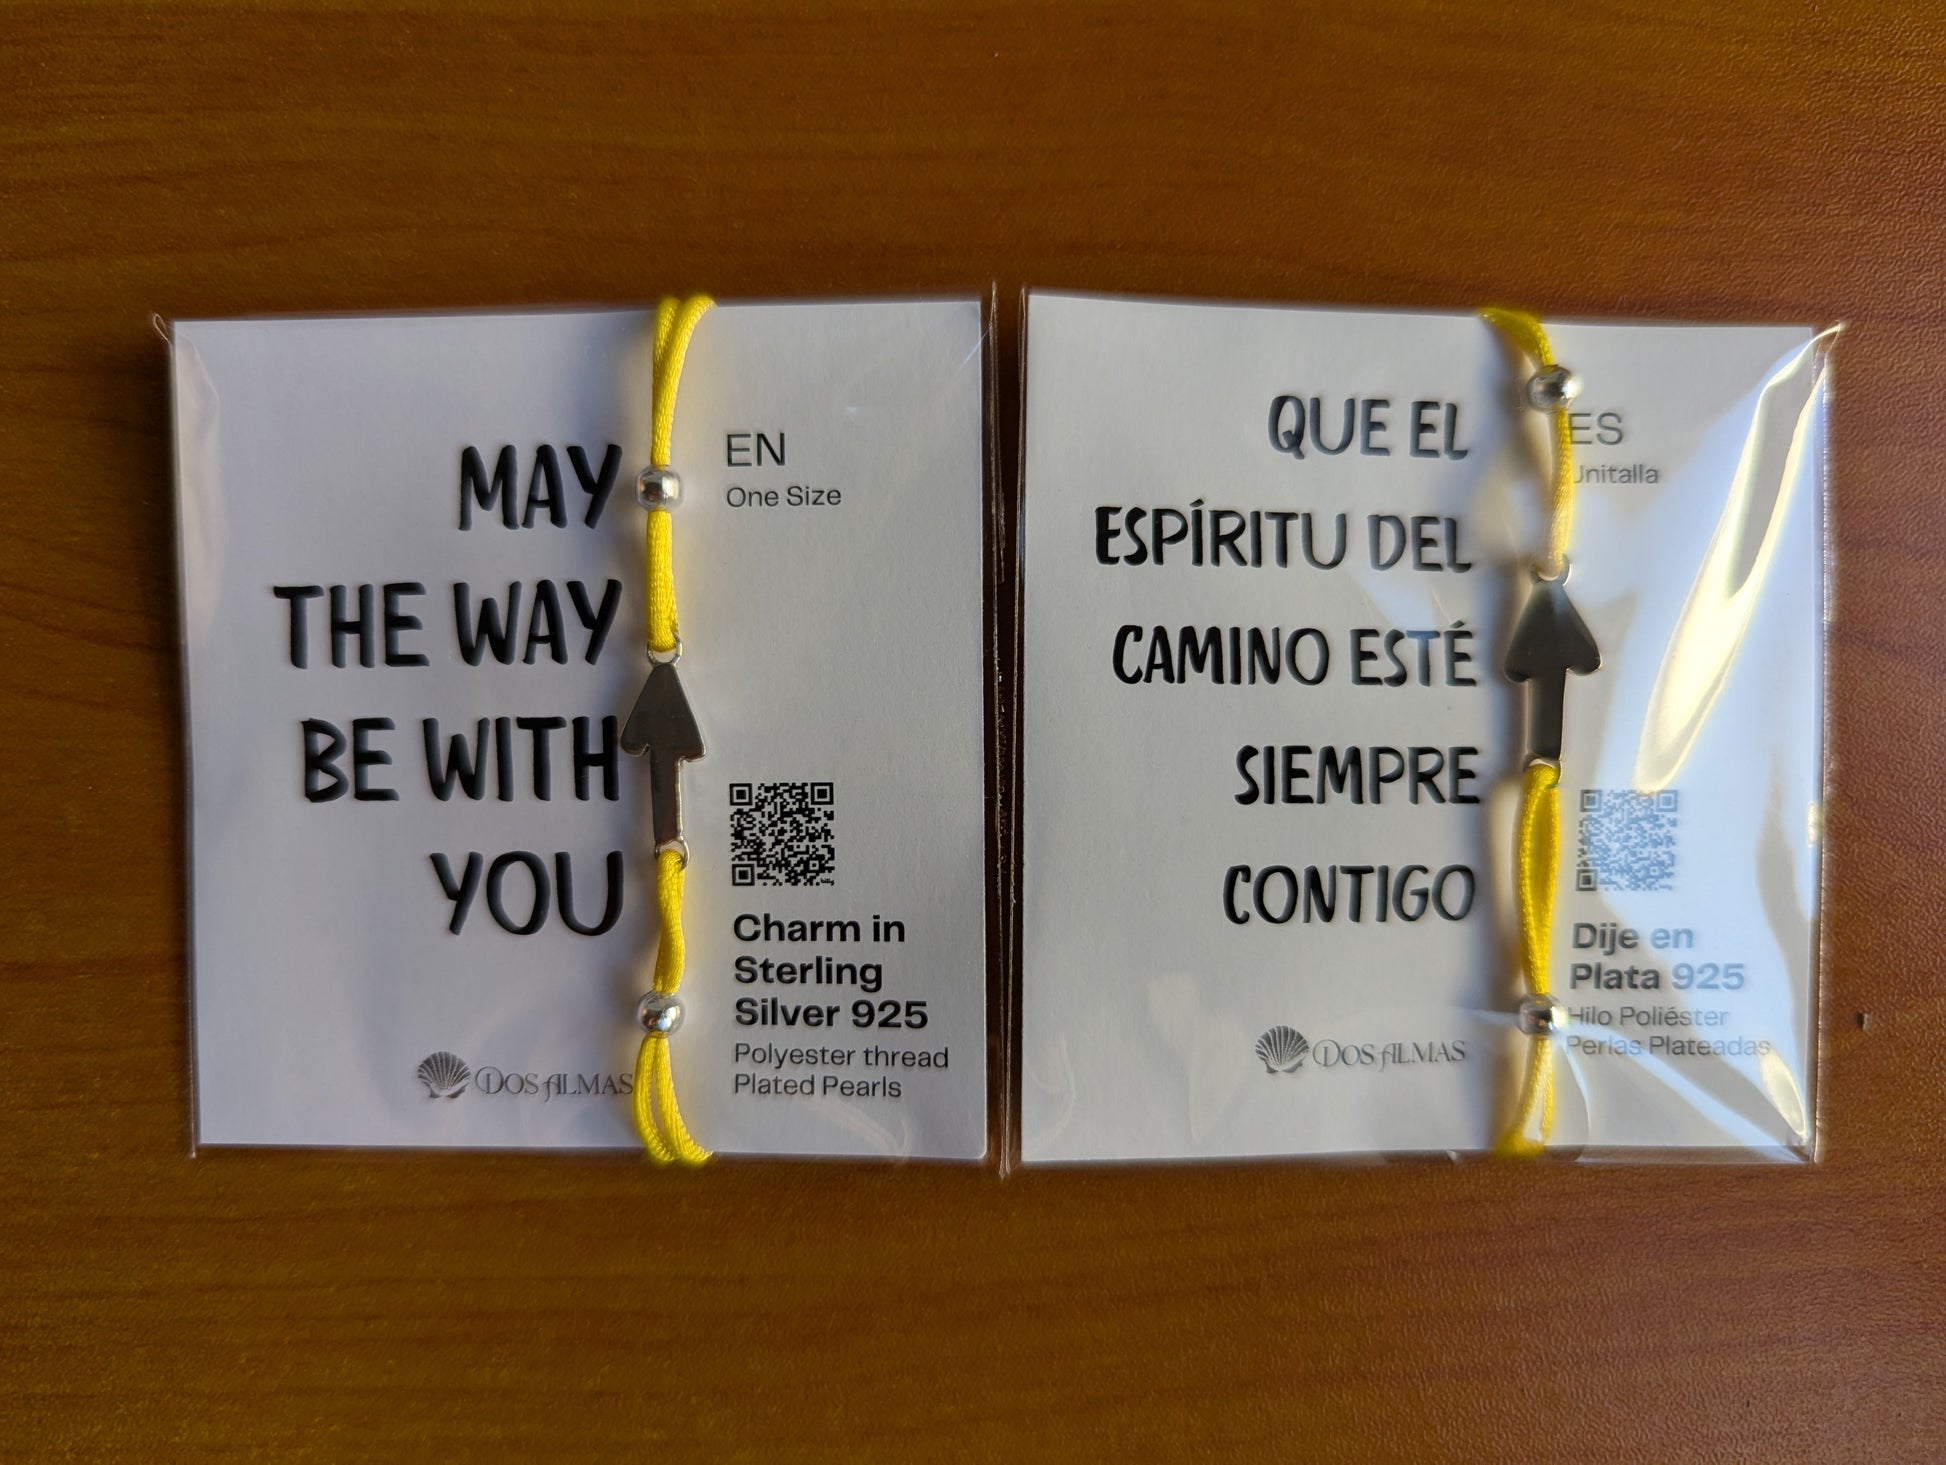 MAY
THE WAY
BE WITH
YOU
EN
One Size
Charm in
Sterling
Silver 925
Polyester thread
Plated Pearls
DOS ALMAS
QUE EL
ESPÍRITU DEL
CAMINO ESTÉ
SIEMPRE
CONTIGO
ES
Unitalla
Dije en
Plata 925
Hilo Poliéster
Perlas Plateadas
DOS ALMAS